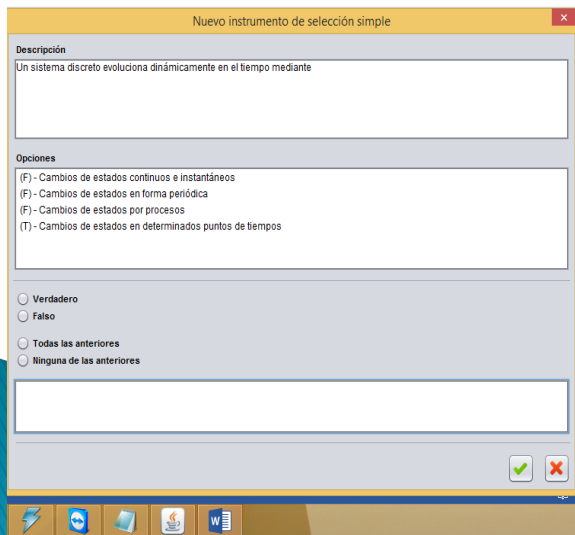 Nuevo instrumento de selección simple
x
Descripción
Un sistema discreto evoluciona dinámicamente en el tiempo mediante
Opciones
(F) - Cambios de estados continuos e instantáneos
(F) - Cambios de estados en forma periódica
(F) - Cambios de estados por procesos
(T) - Cambios de estados en determinados puntos de tiempos
Verdadero
Falso
Todas las anteriores
Ninguna de las anteriores
W